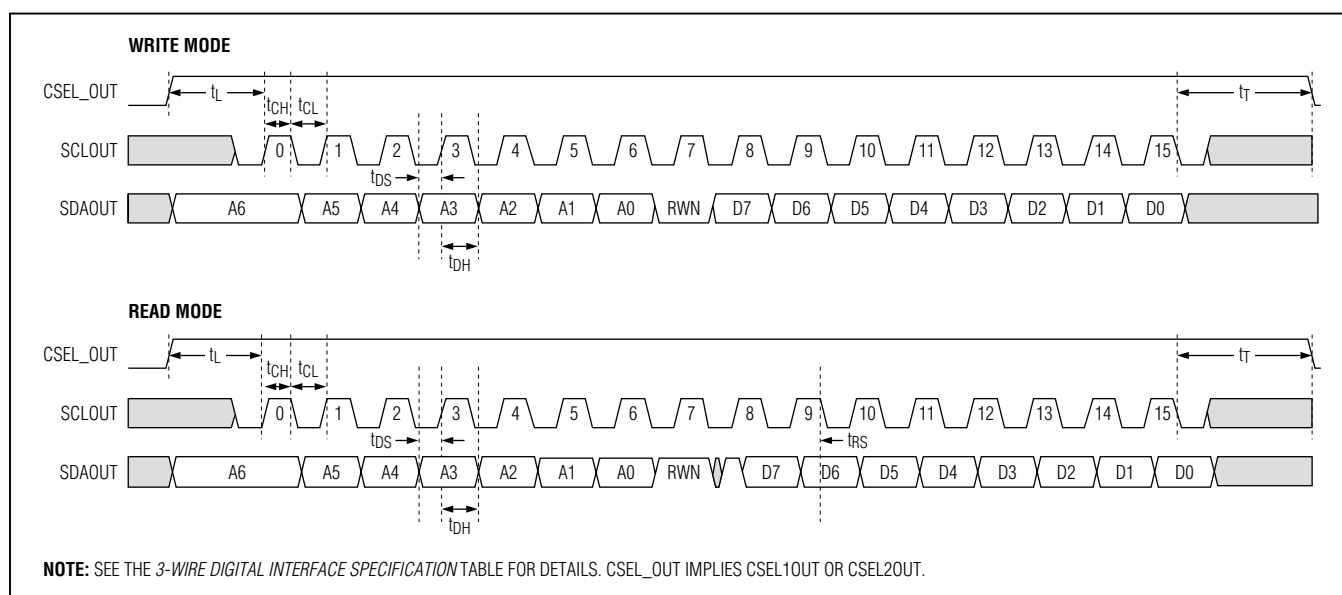 WRITE MODE
CSEL_OUT
tL
tCH tCL
tT
SCLOUT
0 1 2 3 4 5 6 7 8 9 10 11 12 13 14 15
tDS
SDAOUT
A6 A5 A4 A3 A2 A1 A0 RWN D7 D6 D5 D4 D3 D2 D1 D0
tDH
READ MODE
CSEL_OUT
tL
tCH tCL
tT
SCLOUT
0 1 2 3 4 5 6 7 8 9 10 11 12 13 14 15
tDS
tRS
SDAOUT
A6 A5 A4 A3 A2 A1 A0 RWN D7 D6 D5 D4 D3 D2 D1 D0
tDH
NOTE: SEE THE 3-WIRE DIGITAL INTERFACE SPECIFICATION TABLE FOR DETAILS. CSEL_OUT IMPLIES CSEL1OUT OR CSEL2OUT.